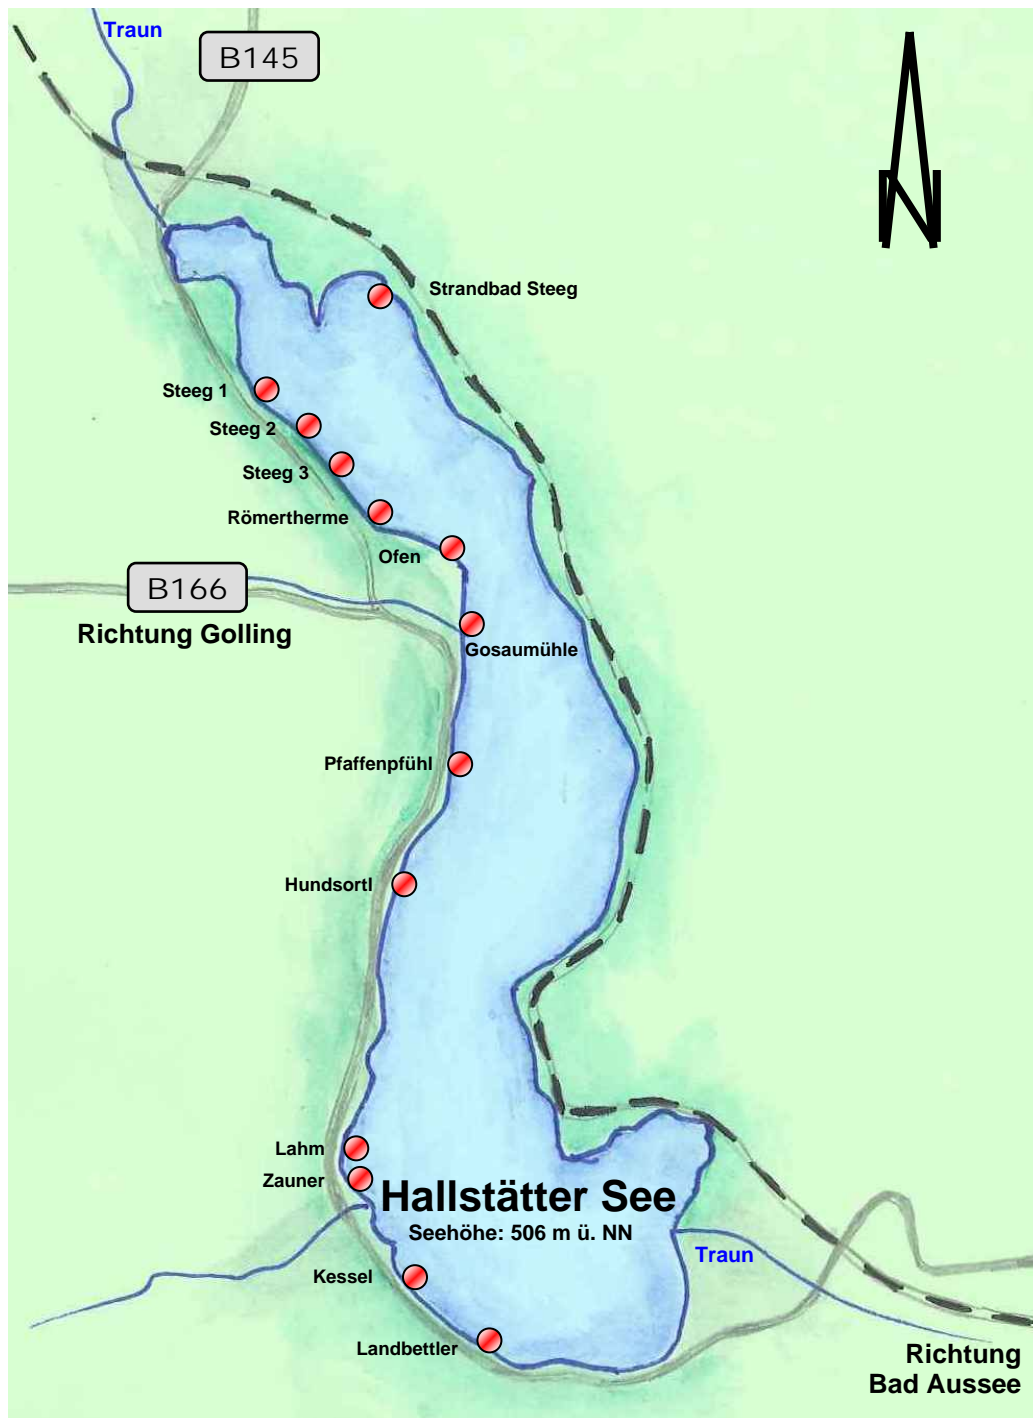 Traun
B145
N
Strandbad Steeg
Steeg 1
Steeg 2
Steeg 3
Römertherme
Ofen
B166
Richtung Golling
Gosaumühle
Pfaffenpfühl
Hundsortl
Lahm
Zauner
Hallstätter See
Seehöhe: 506 m ü. NN
Traun
Kessel
Landbettler
Richtung
Bad Aussee